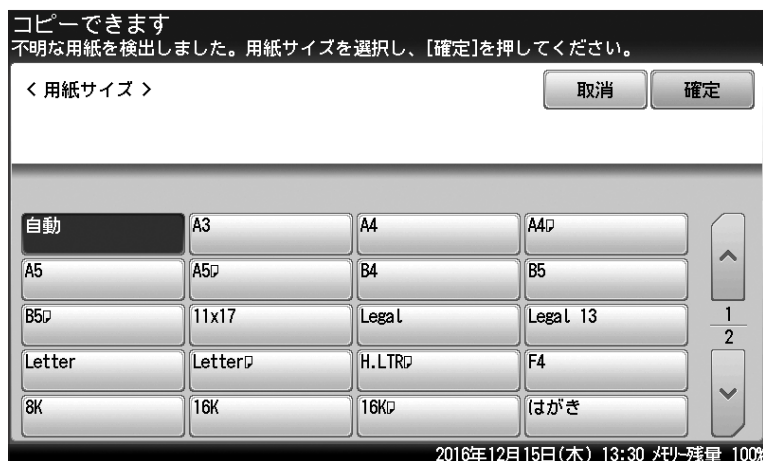 コピーできます
不明な用紙を検出しました。用紙サイズを選択し、[確定]を押してください。
< 用紙サイズ > 取消 確定
自動 A3 A4 A4
A5 A5 B4 B5
B5 11x17 Legal Legal 13
Letter Letter H.LTR F4
8K 16K 16K はがき
1
2
2016年12月15日(木) 13:30 ﾒﾓﾘｰ残量 100%